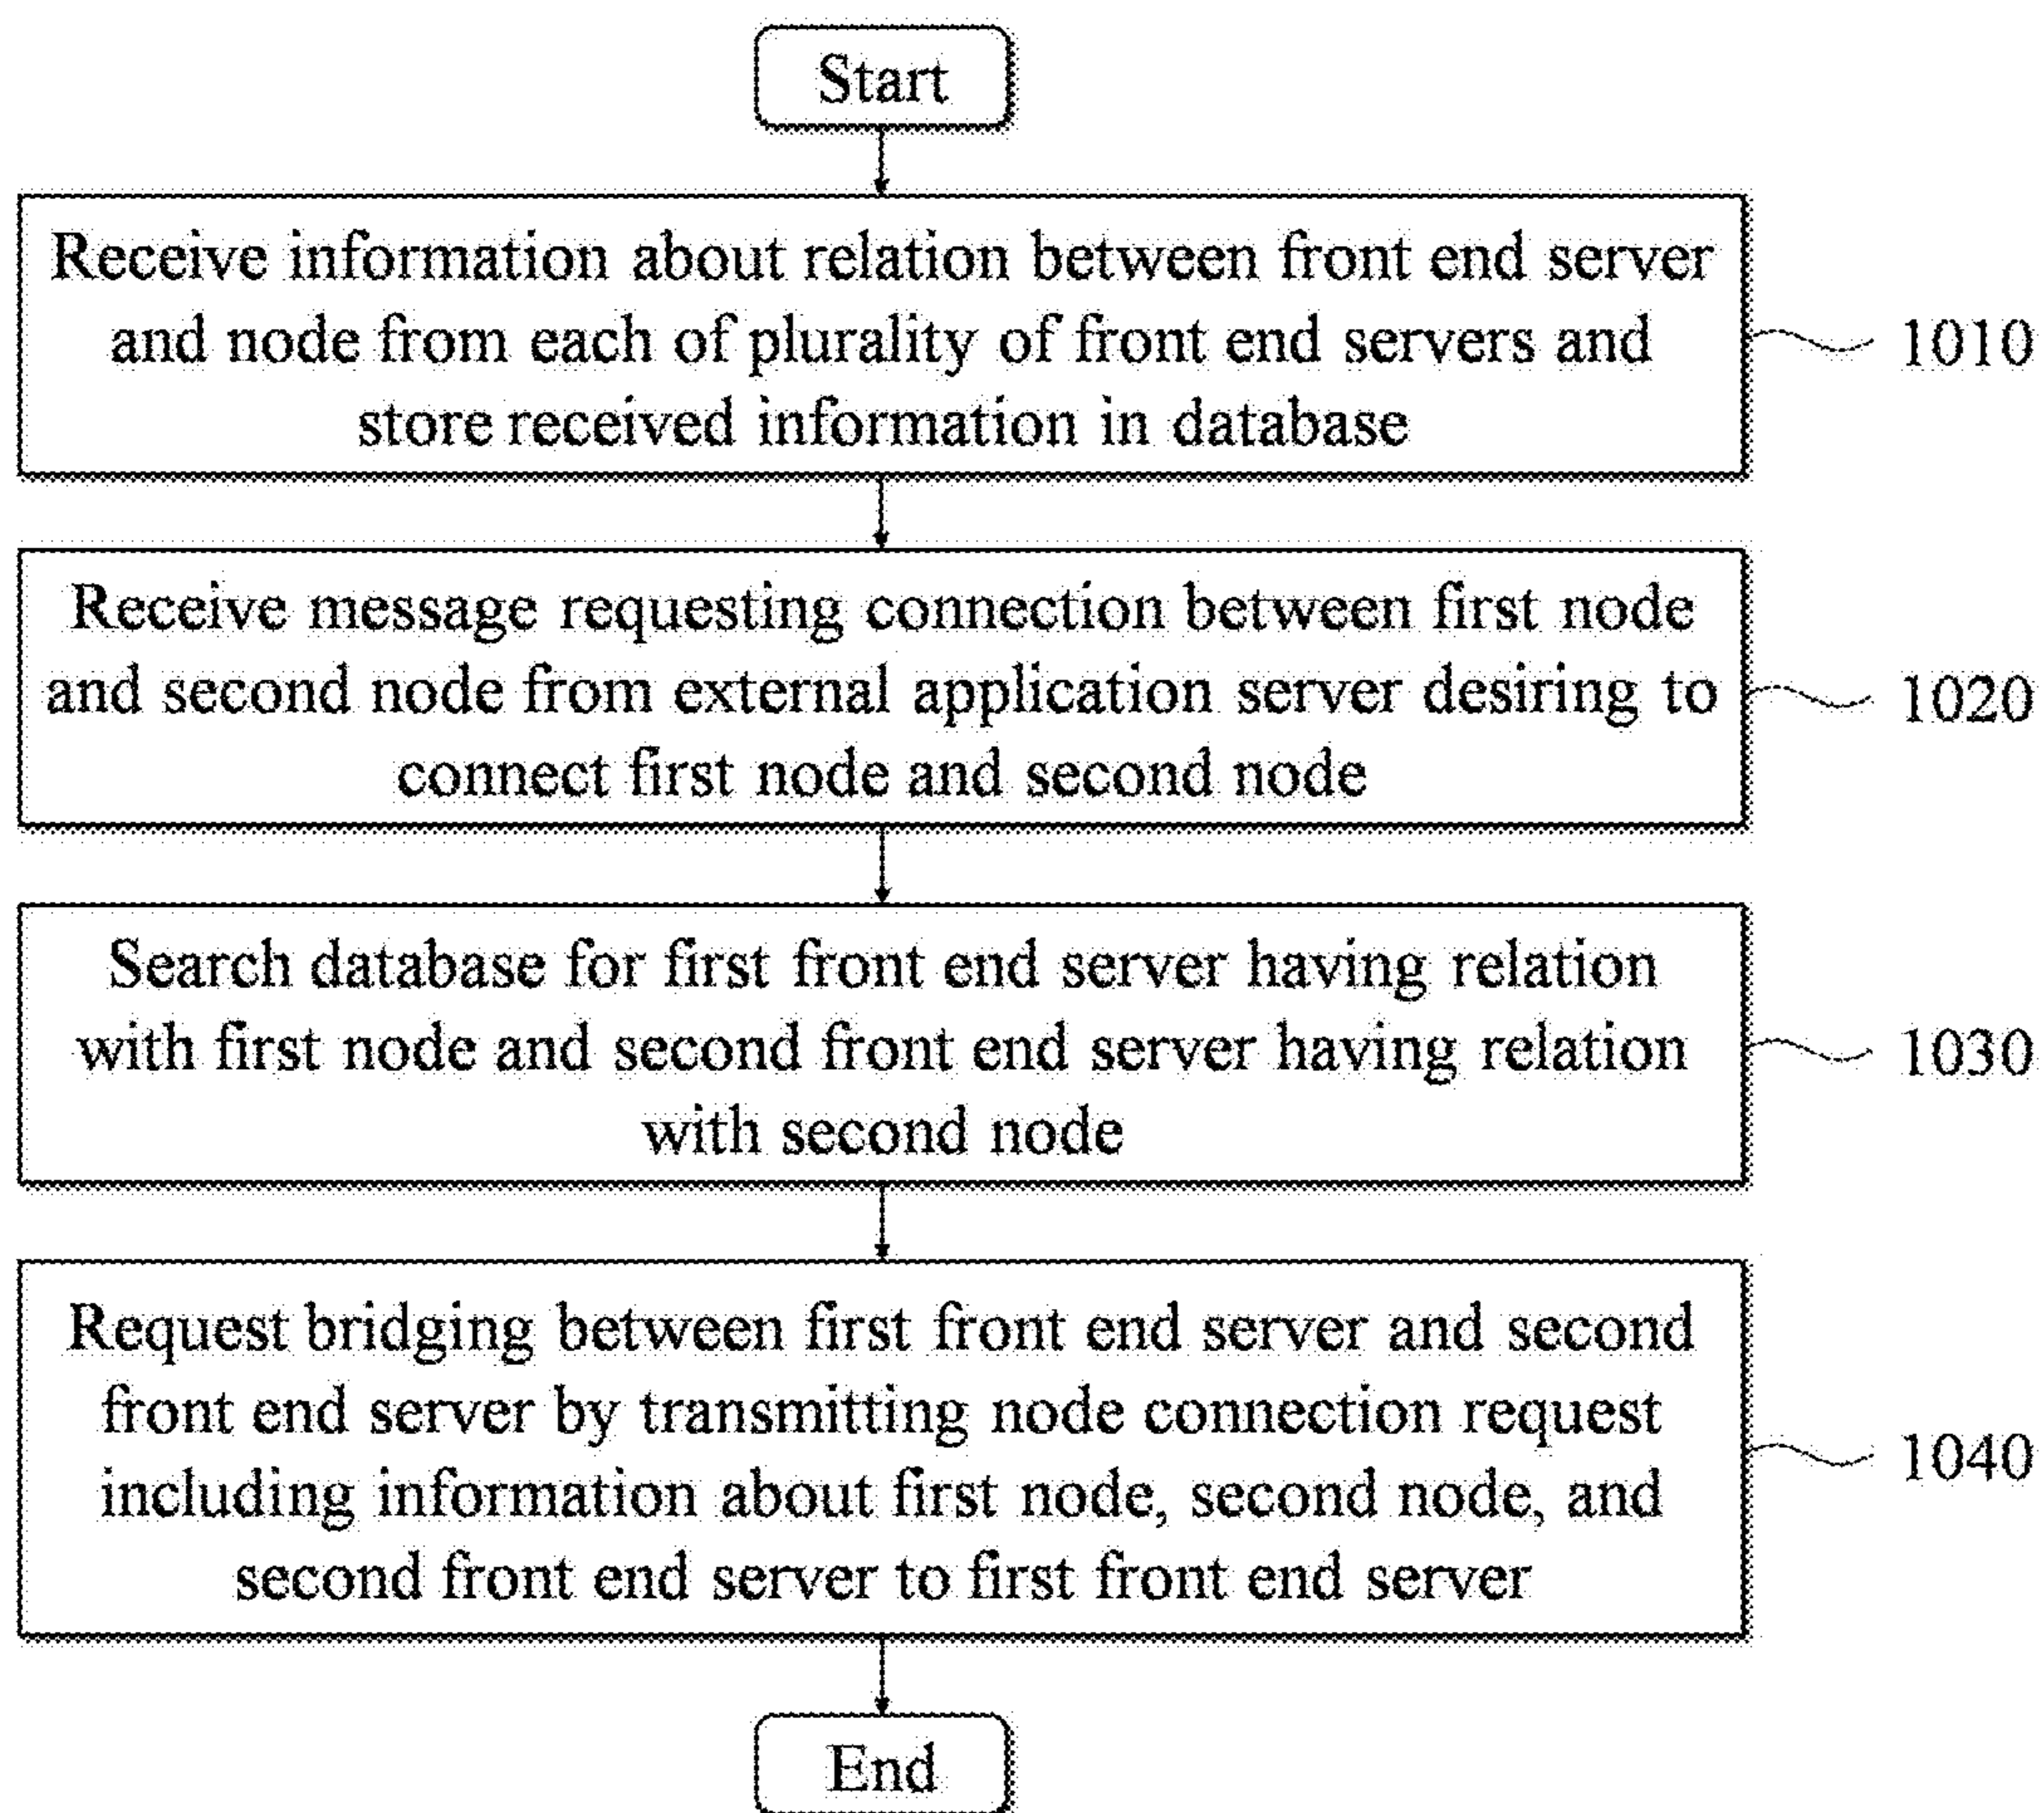 Start
Receive information about relation between front end server
and node from each of plurality of front end servers and
store received information in database
1010
Receive message requesting connection between first node
and second node from external application server desiring to
connect first node and second node
1020
Search database for first front end server having relation
with first node and second front end server having relation
with second node
1030
Request bridging between first front end server and second
front end server by transmitting node connection request
including information about first node, second node, and
second front end server to first front end server
1040
End